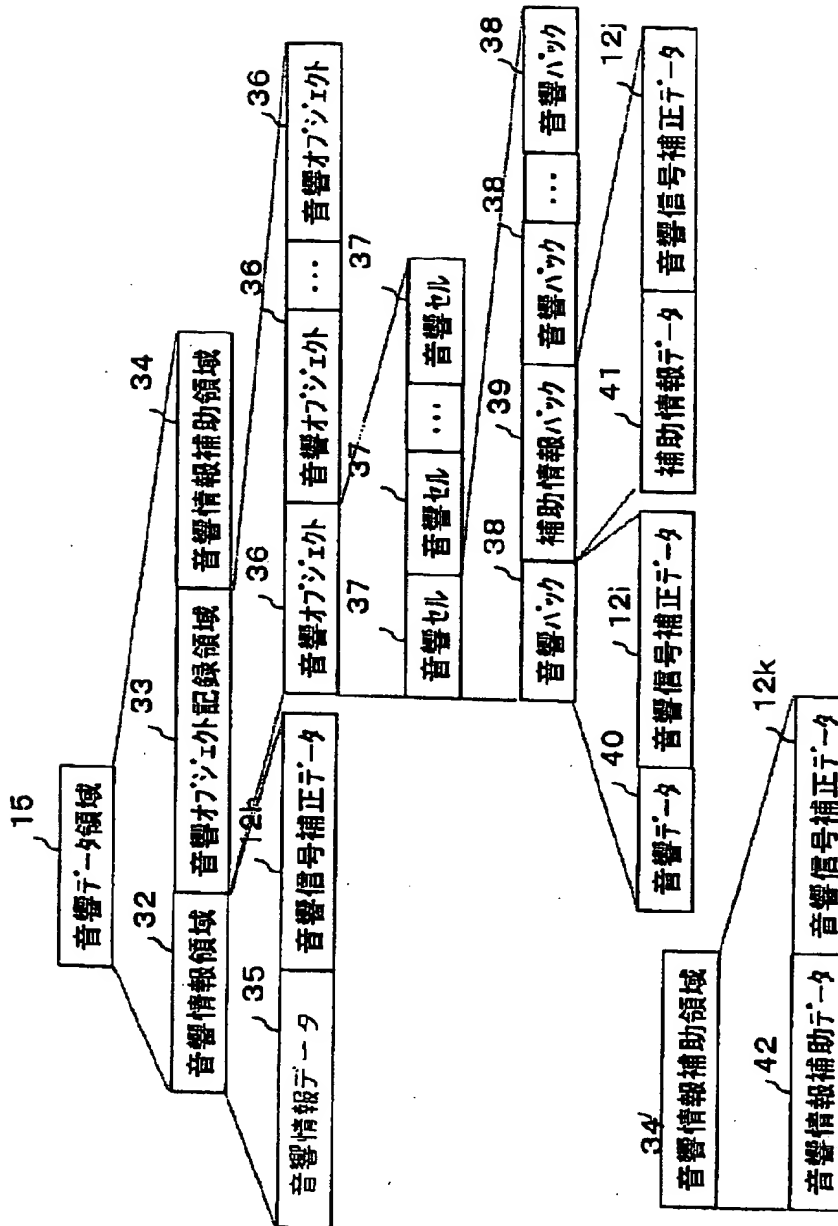 15
音響データ領域
32 33 34
音響情報領域 音響オブジェクト記録領域 音響情報補助領域
35 12h 36 36 36
音響情報データ 音響信号補正データ 音響オブジェクト 音響オブジェクト … 音響オブジェクト
37 37 37
音響セル 音響セル … 音響セル
38 39 38 38
音響パック 補助情報パック 音響パック … 音響パック
40 12i 41 12j
音響データ 音響信号補正データ 補助情報データ 音響信号補正データ
34
音響情報補助領域
42 12k
音響情報補助データ 音響信号補正データ